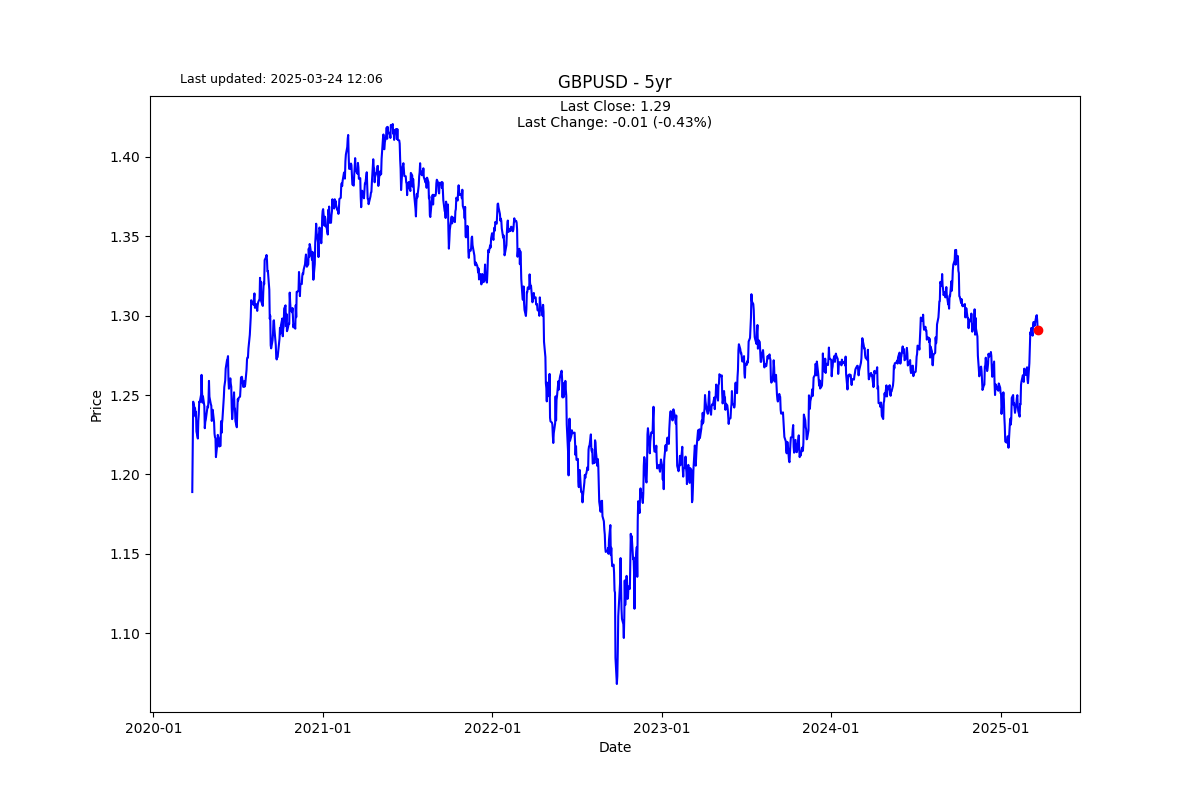 Last updated: 2025-03-24 12:06
GBPUSD - 5yr
Last Close: 1.29
Last Change: -0.01 (-0.43%)
1.40
1.35
1.30
1.25
1.20
1.15
1.10
Price
2020-01
2021-01
2022-01
2023-01
2024-01
2025-01
Date